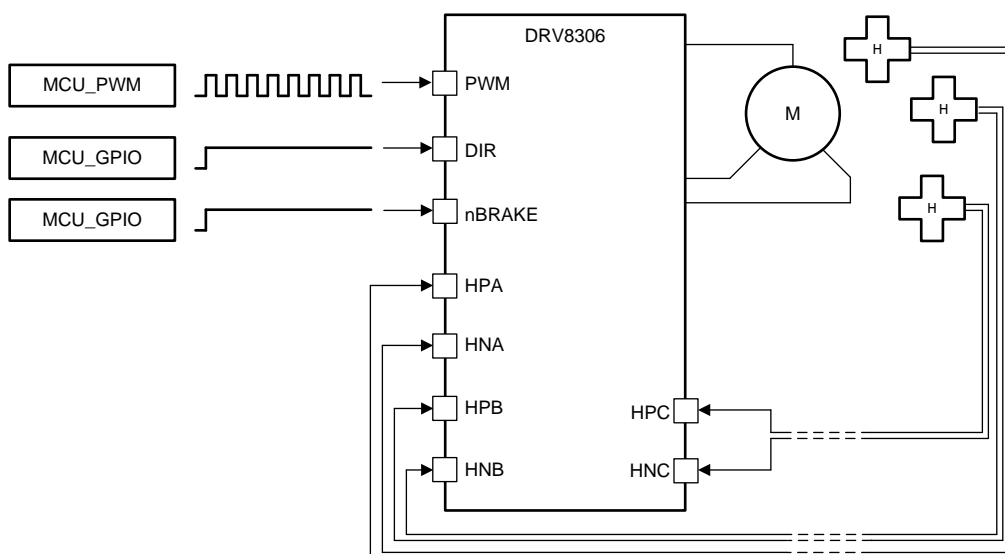 DRV8306
MCU_PWM
PWM
MCU_GPIO
DIR
MCU_GPIO
nBRAKE
M
H
H
H
HPA
HNA
HPB
HPC
HNB
HNC